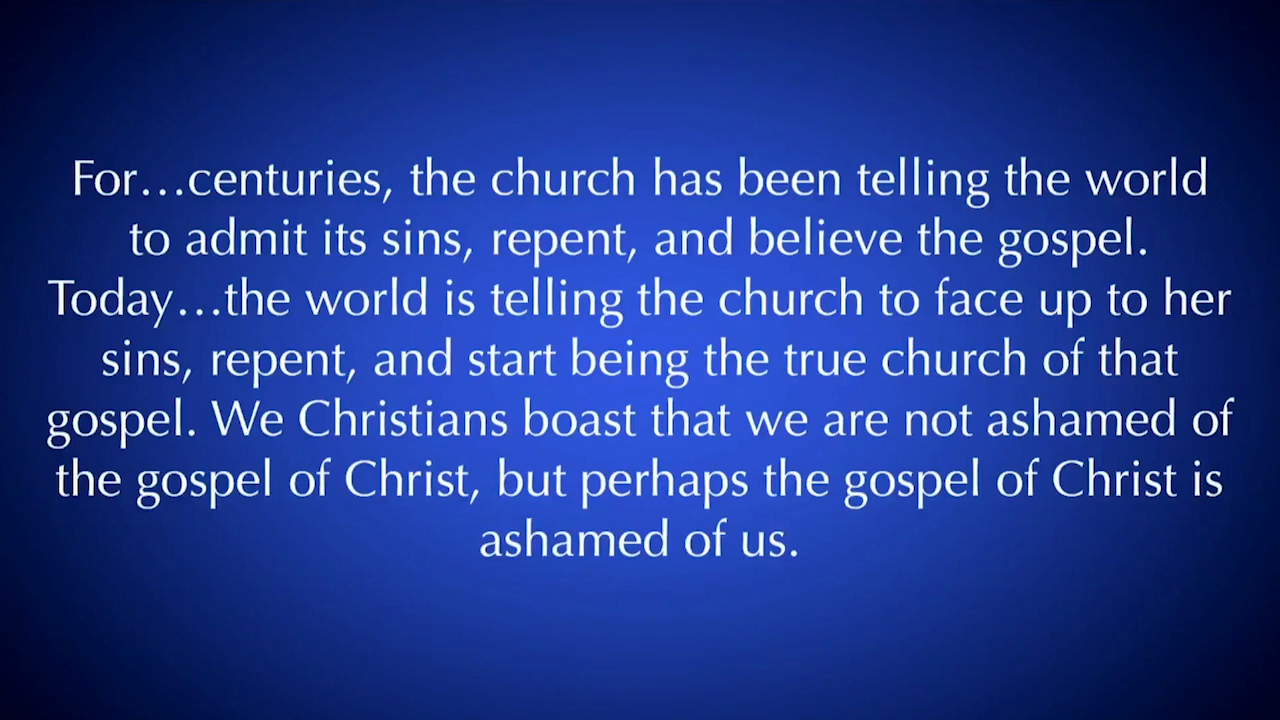 For…centuries, the church has been telling the world
to admit its sins, repent, and believe the gospel.
Today…the world is telling the church to face up to her
sins, repent, and start being the true church of that
gospel. We Christians boast that we are not ashamed of
the gospel of Christ, but perhaps the gospel of Christ is
ashamed of us.